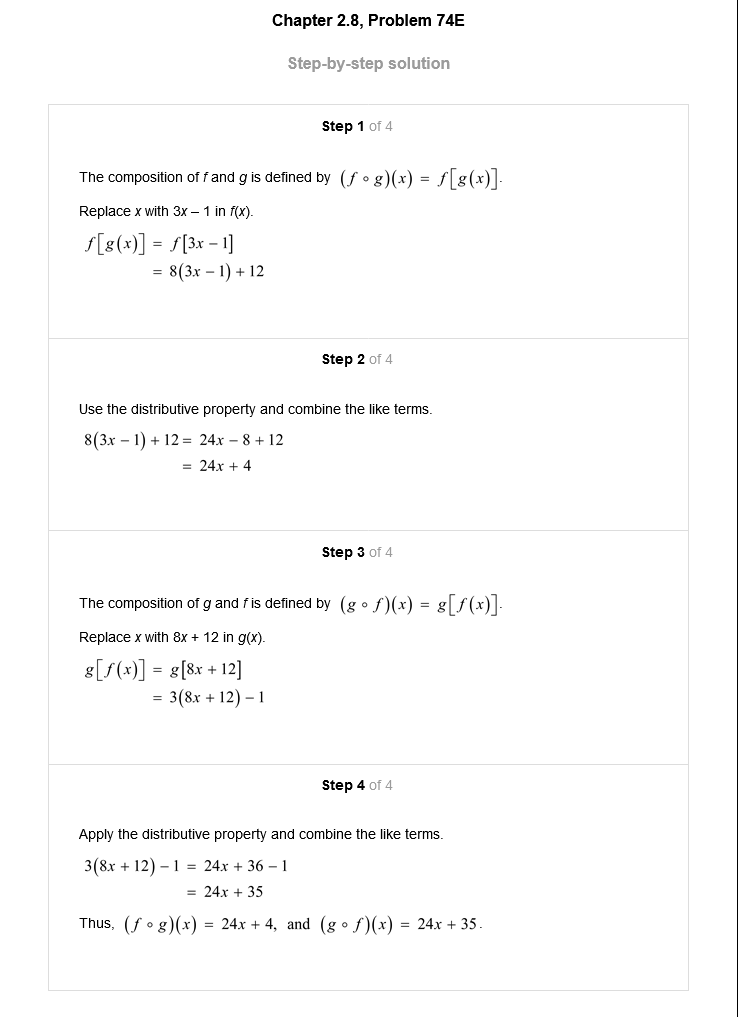 Chapter 2.8, Problem 74E
Step-by-step solution
Step 1 of 4
The composition of f and g is defined by (f ∘ g)(x) = f[g(x)].
Replace x with 3x – 1 in f(x).
f[g(x)] = f[3x − 1]
= 8(3x − 1) + 12
Step 2 of 4
Use the distributive property and combine the like terms.
8(3x − 1) + 12 = 24x − 8 + 12
= 24x + 4
Step 3 of 4
The composition of g and f is defined by (g ∘ f)(x) = g[f(x)].
Replace x with 8x + 12 in g(x).
g[f(x)] = g[8x + 12]
= 3(8x + 12) − 1
Step 4 of 4
Apply the distributive property and combine the like terms.
3(8x + 12) − 1 = 24x + 36 − 1
= 24x + 35
Thus, (f ∘ g)(x) = 24x + 4, and (g ∘ f)(x) = 24x + 35.